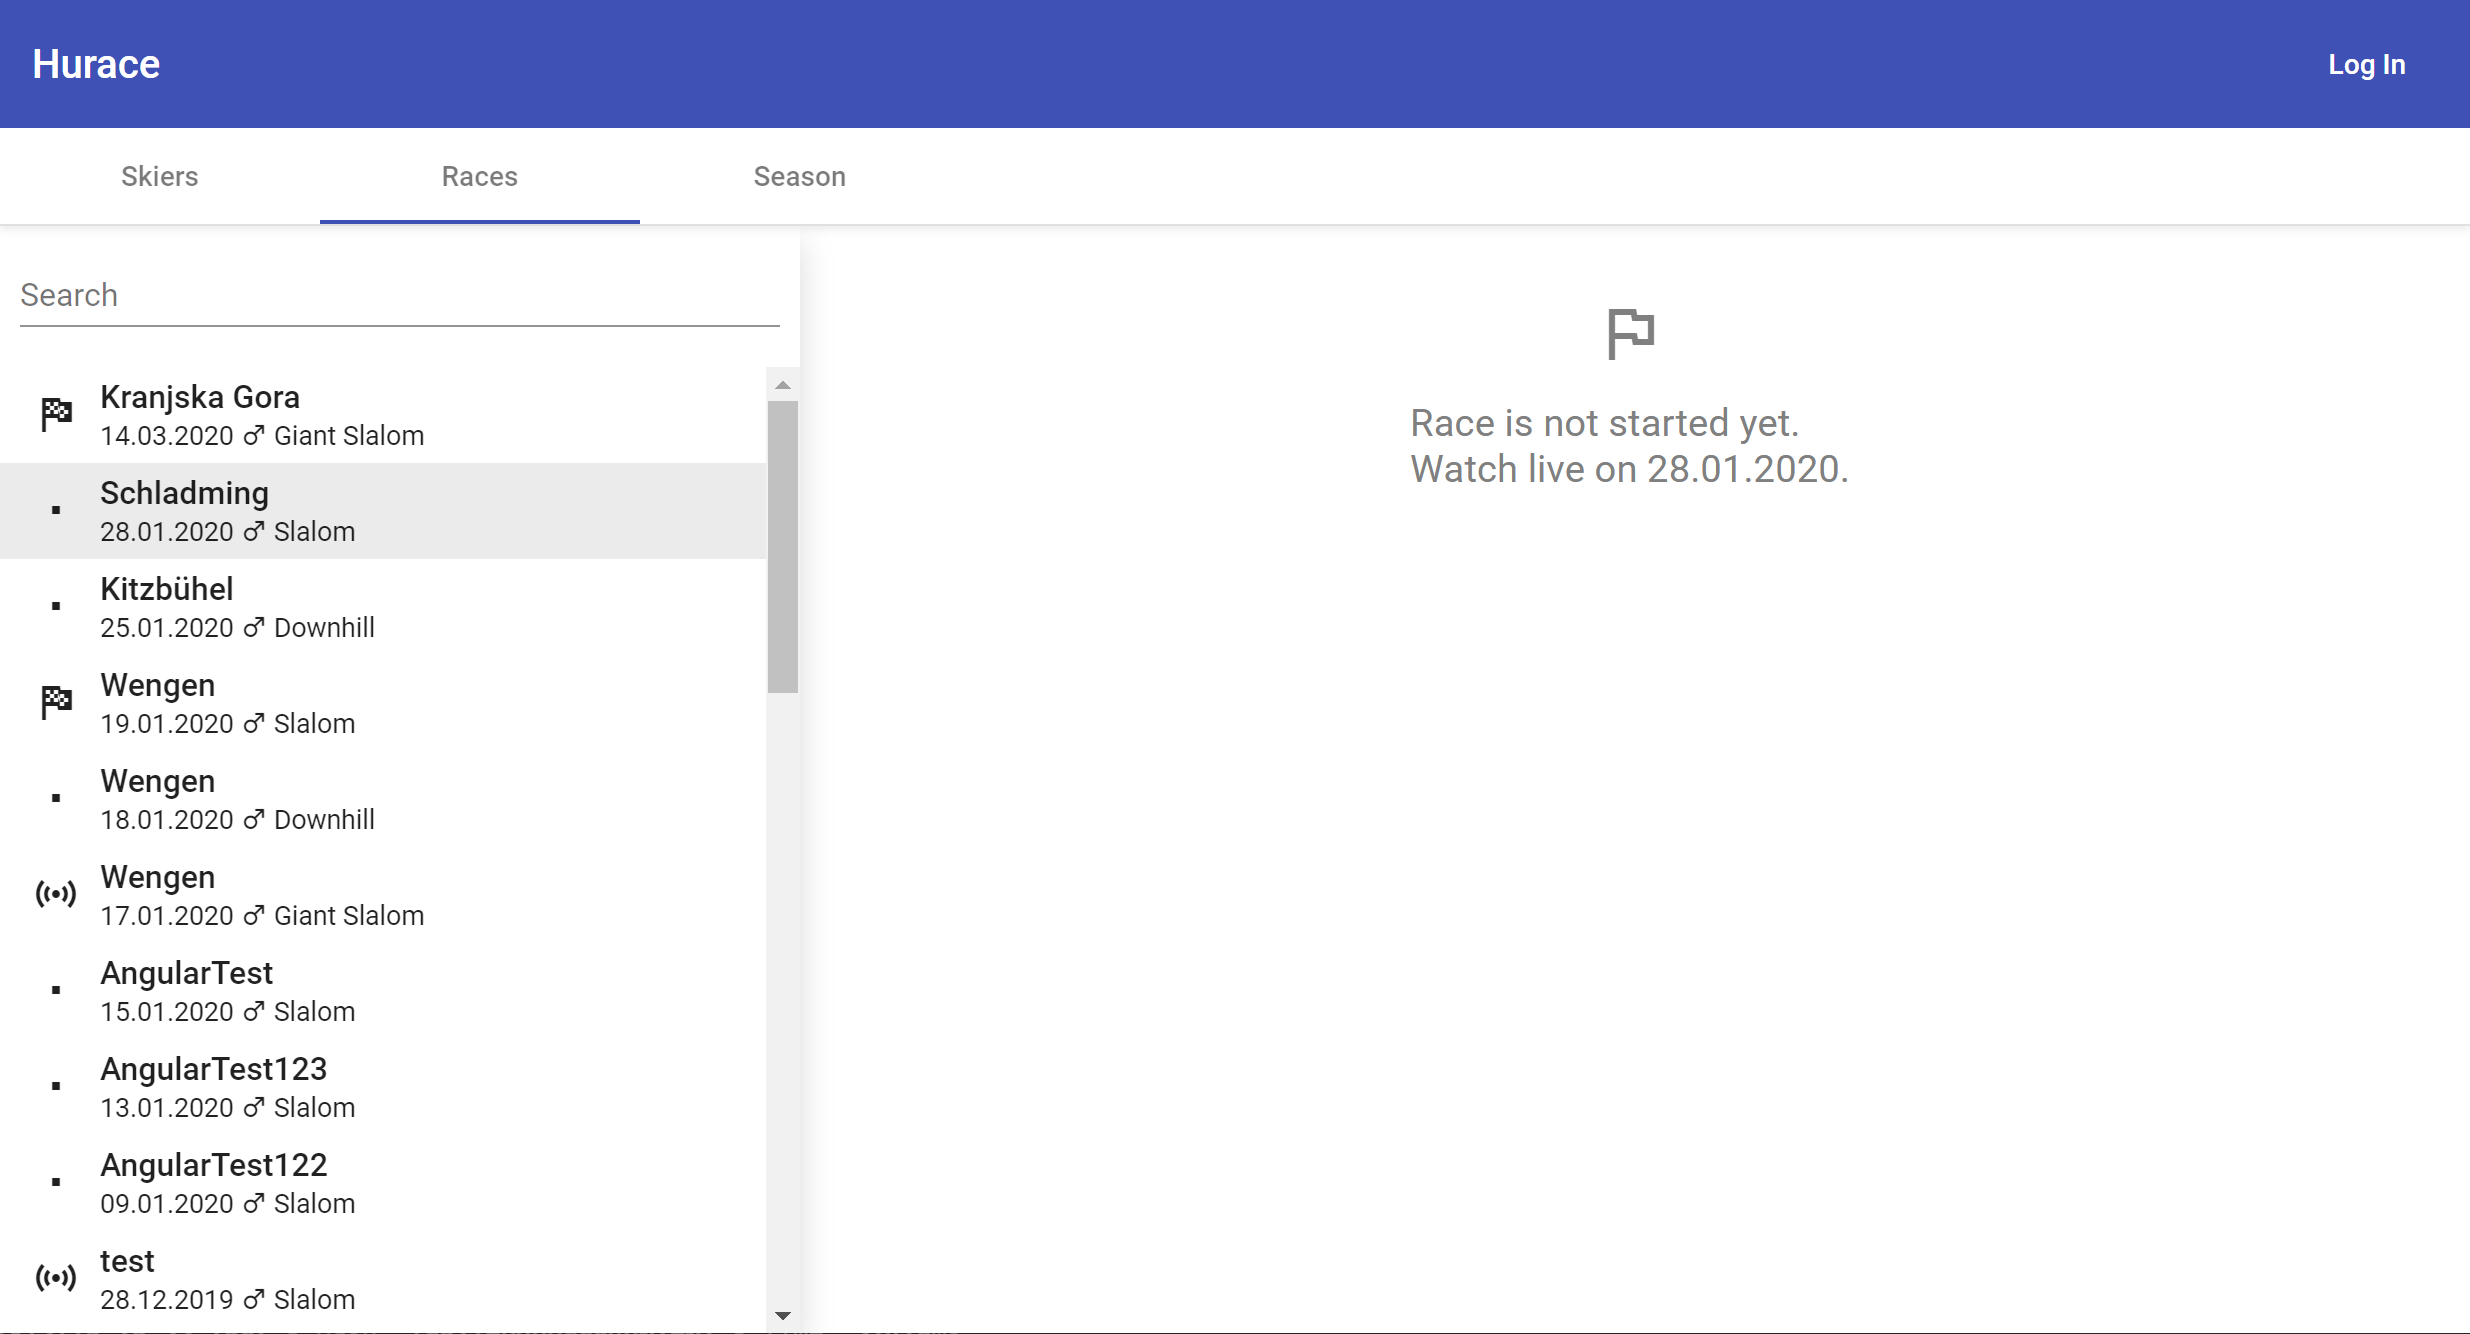 Hurace
Log In
Skiers
Races
Season
Search
Kranjska Gora
14.03.2020 ♂ Giant Slalom
Schladming
28.01.2020 ♂ Slalom
Kitzbühel
25.01.2020 ♂ Downhill
Wengen
19.01.2020 ♂ Slalom
Wengen
18.01.2020 ♂ Downhill
Wengen
17.01.2020 ♂ Giant Slalom
AngularTest
15.01.2020 ♂ Slalom
AngularTest123
13.01.2020 ♂ Slalom
AngularTest122
09.01.2020 ♂ Slalom
test
28.12.2019 ♂ Slalom
Race is not started yet.
Watch live on 28.01.2020.